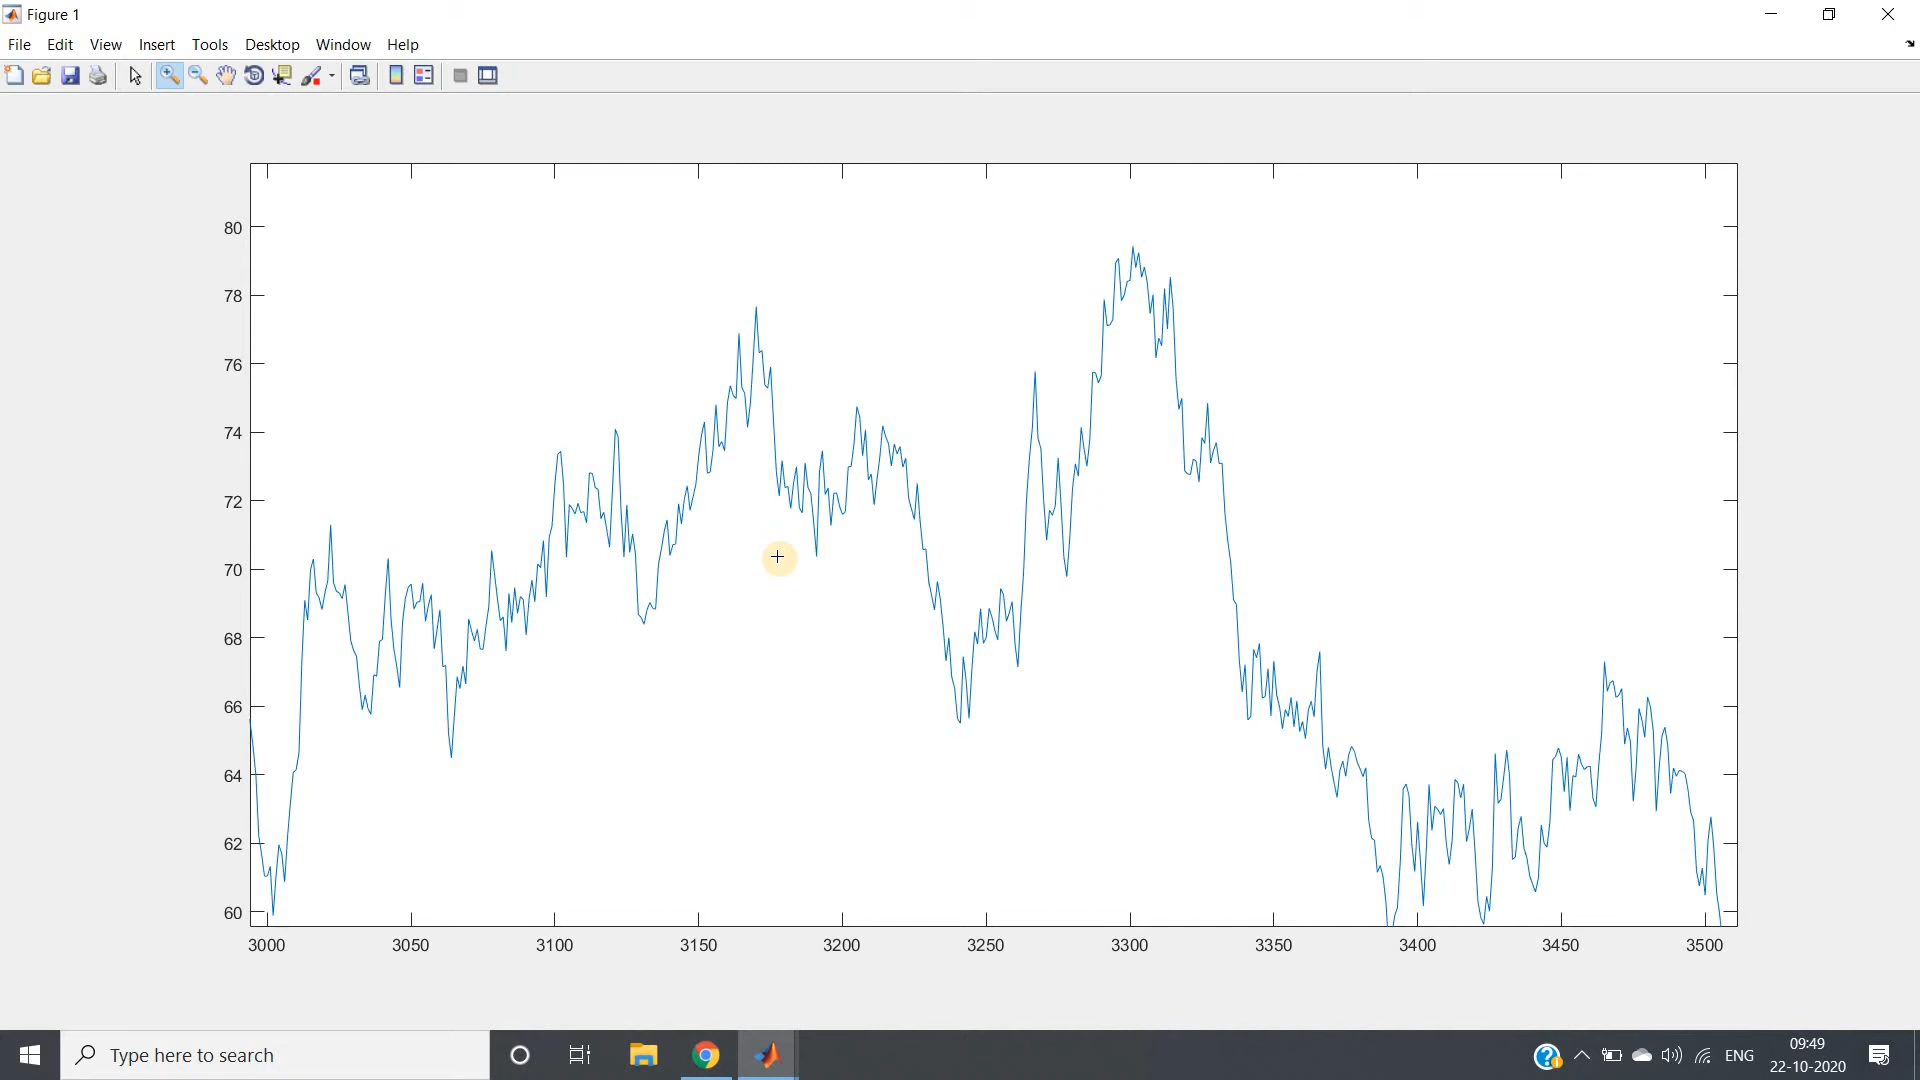 Figure 1
File Edit View Insert Tools Desktop Window Help
80
78
76
74
72
70
68
66
64
62
60
3000 3050 3100 3150 3200 3250 3300 3350 3400 3450 3500
Type here to search
ENG
09:49
22-10-2020